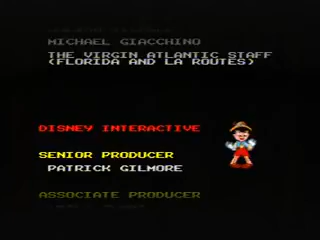 MICHAEL GIACCHINO
THE VIRGIN ATLANTIC STAFF
(FLORIDA AND LA ROUTES)
DISNEY INTERACTIVE
SENIOR PRODUCER
PATRICK GILMORE
ASSOCIATE PRODUCER